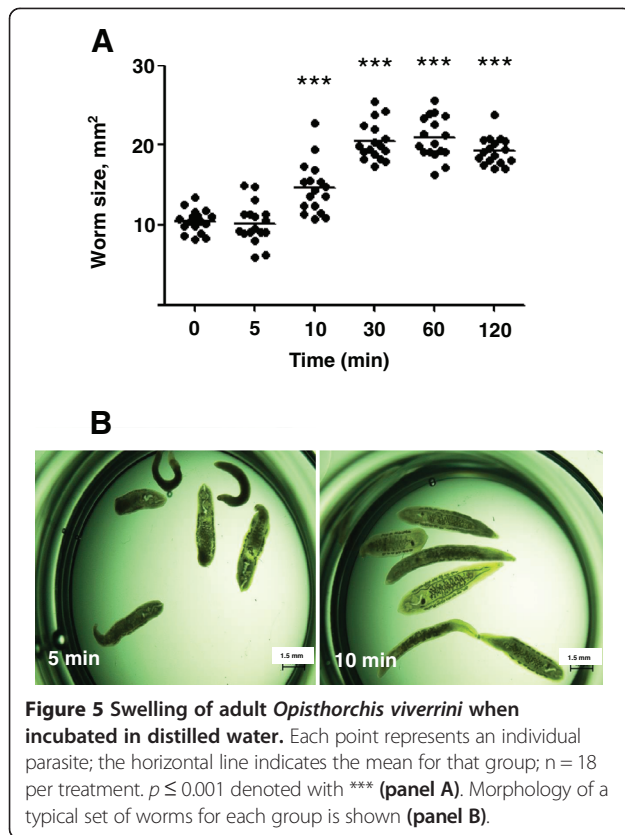 A
***
***
***
***
30
20
10
Worm size, mm²
0 5 10 30 60 120
Time (min)
B
5 min
1.5 mm
10 min
1.5 mm
Figure 5 Swelling of adult Opisthorchis viverrini when
incubated in distilled water. Each point represents an individual
parasite; the horizontal line indicates the mean for that group; n = 18
per treatment. p ≤ 0.001 denoted with *** (panel A). Morphology of a
typical set of worms for each group is shown (panel B).